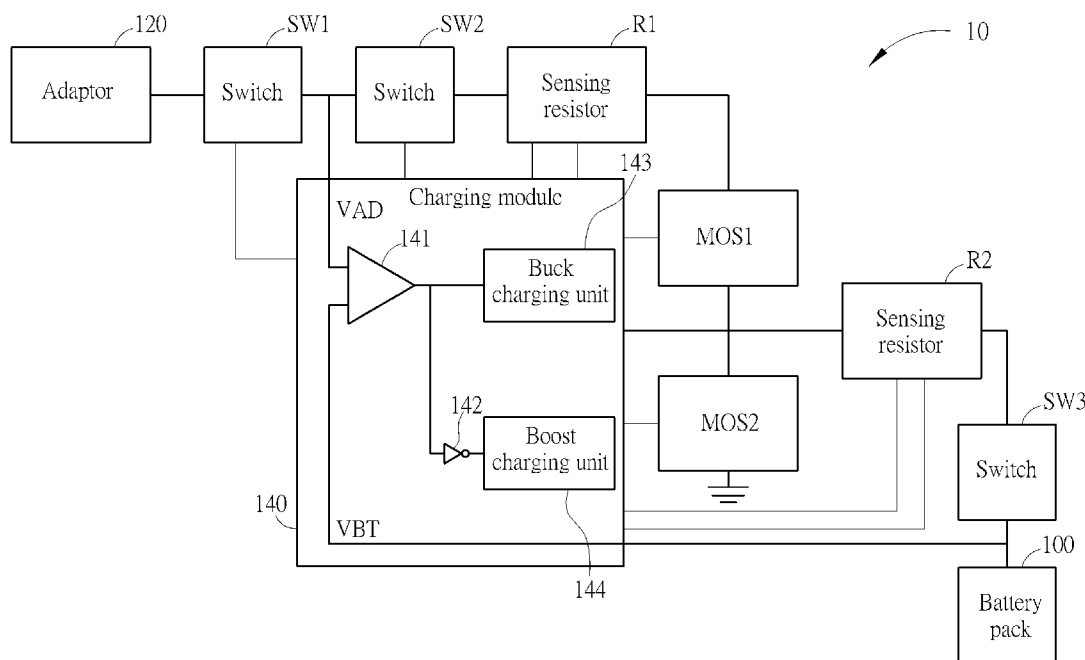 120
SW1
SW2
R1
10
Adaptor
Switch
Switch
Sensing
resistor
Charging module
143
VAD
141
MOS1
Buck
charging unit
R2
Sensing
resistor
142
Boost
charging unit
MOS2
SW3
Switch
140
VBT
100
144
Battery
pack